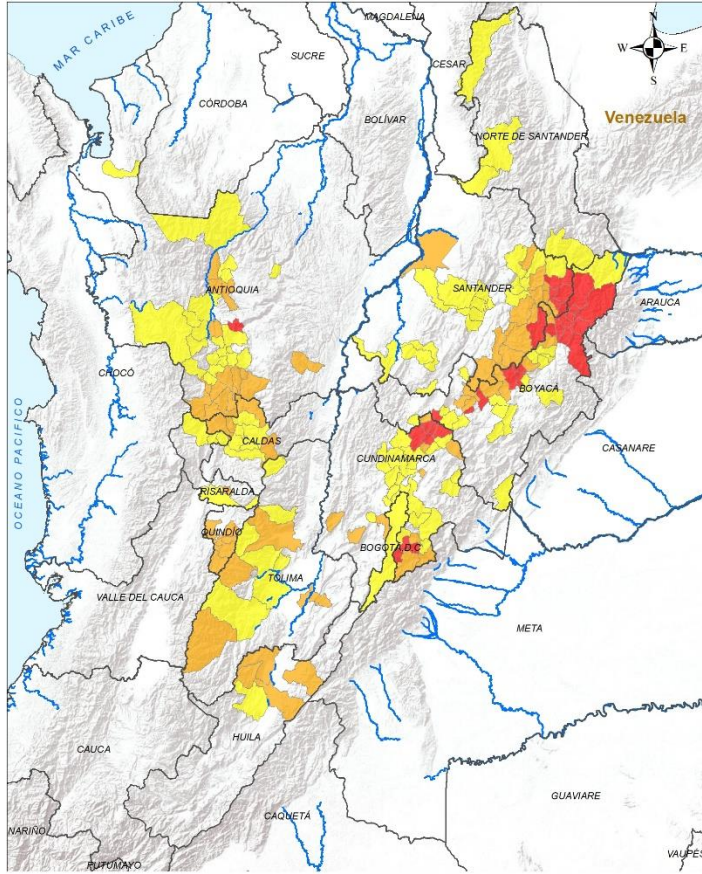 MAGDALENA
N
MAR CARIBE
SUCRE
W E
CESAR
S
CÓRDOBA
BOLÍVAR
Venezuela
NORTE DE SANTANDER
ANTIOQUIA
SANTANDER
ARAUCA
CHOCÓ
BOYACÁ
OCEANO PACIFICO
CALDAS
CASANARE
CUNDINAMARCA
RISARALDA
QUINDÍO
BOGOTÁ,D.C
TOLIMA
VALLE DEL CAUCA
META
HUILA
CAUCA
GUAVIARE
CAQUETÁ
NARIÑO
VAUPÉS
PUTUMAYO